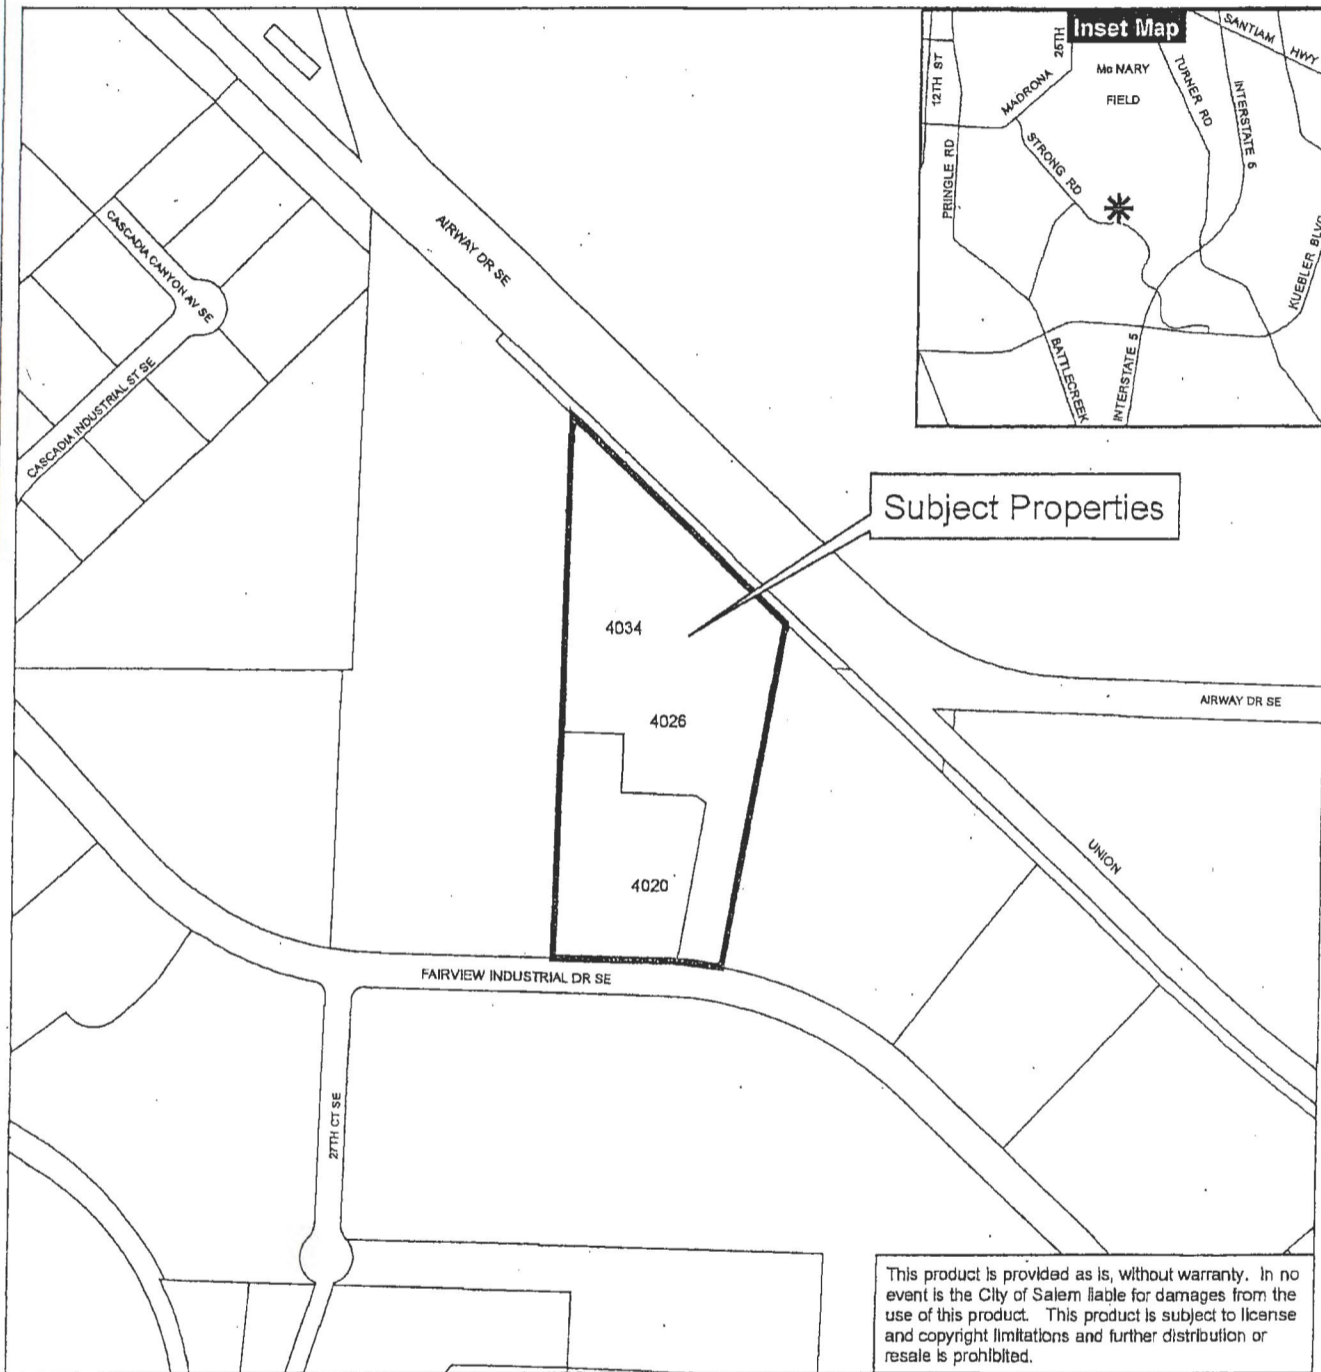 Inset Map
SANTIAM HWY
25TH
12TH ST
Mc NARY
FIELD
MADRONA
TURNER RD
INTERSTATE 5
STRONG RD
PRINGLE RD
KUEBLER BLVD
BATTLECREEK
INTERSTATE 5
CASCADIA CANYON AV SE
AIRWAY DR SE
CASCADIA INDUSTRIAL ST SE
Subject Properties
4034
4026
AIRWAY DR SE
UNION
4020
FAIRVIEW INDUSTRIAL DR SE
27TH CT SE
This product is provided as is, without warranty. In no
event is the City of Salem liable for damages from the
use of this product. This product is subject to license
and copyright limitations and further distribution or
resale is prohibited.